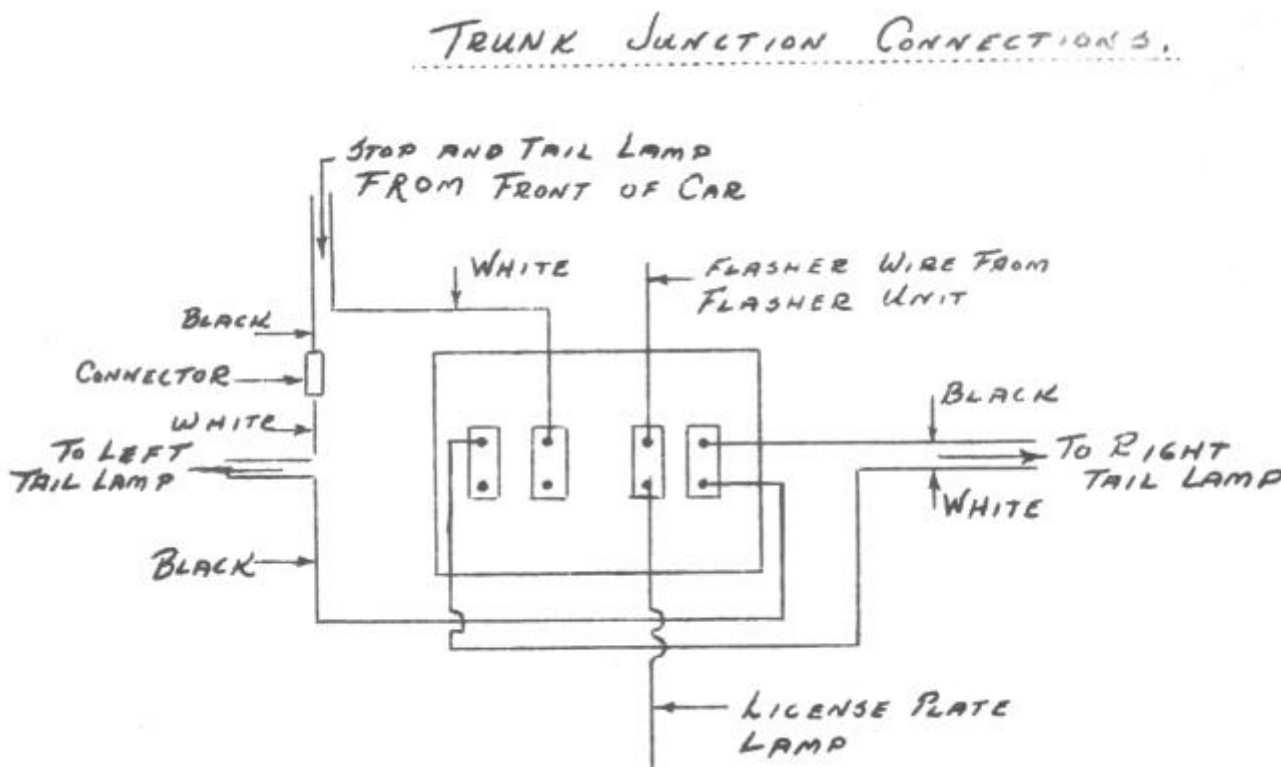 TRUNK JUNCTION CONNECTIONS.
STOP AND TAIL LAMP
FROM FRONT OF CAR
WHITE
FLASHER WIRE FROM
FLASHER UNIT
BLACK
CONNECTOR
WHITE
TO LEFT
TAIL LAMP
BLACK
BLACK
TO RIGHT
TAIL LAMP
WHITE
LICENSE PLATE
LAMP